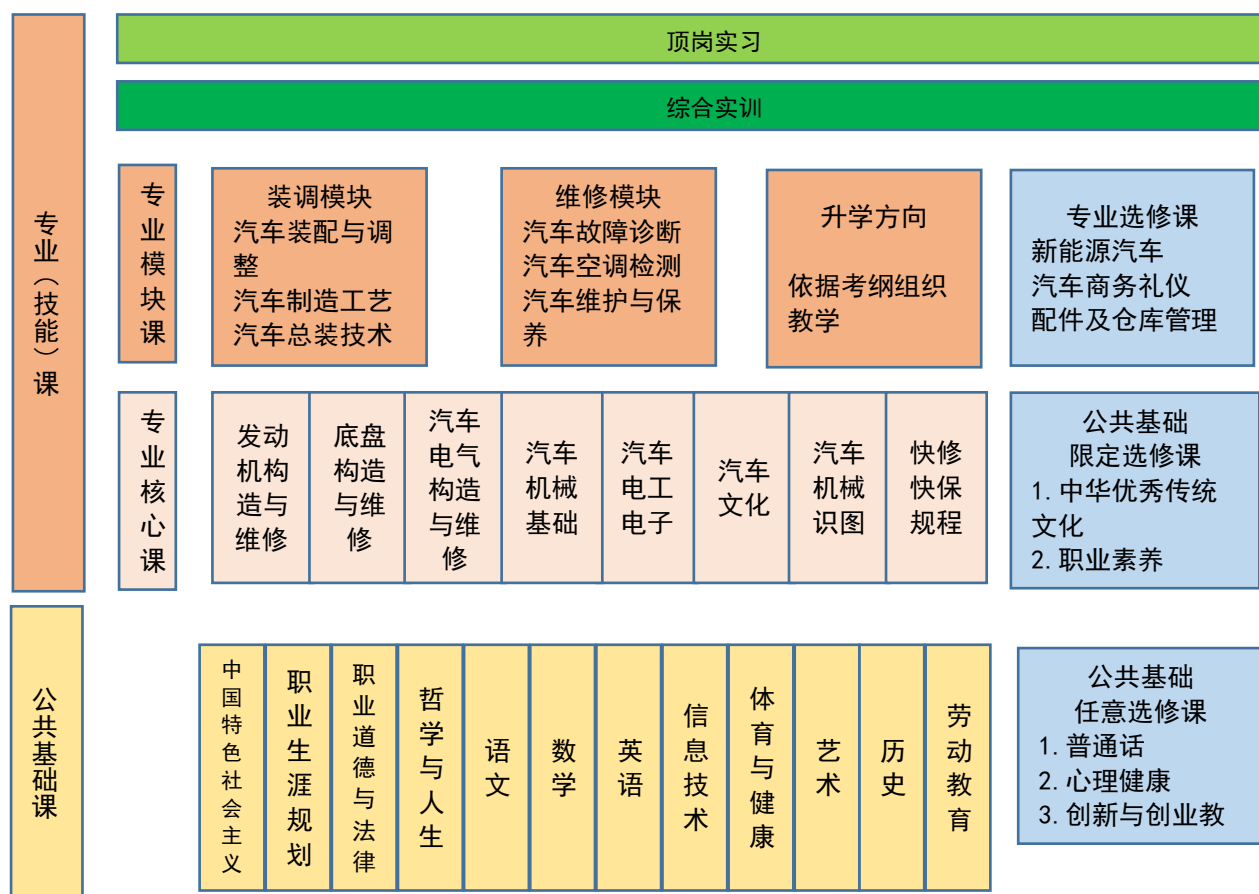 顶岗实习
综合实训
专业（技能）课
专业模块课
装调模块
汽车装配与调
整
汽车制造工艺
汽车总装技术
维修模块
汽车故障诊断
汽车空调检测
汽车维护与保
养
升学方向
依据考纲组织
教学
专业选修课
新能源汽车
汽车商务礼仪
配件及仓库管理
专业核心课
发动
机构
造与
维修
底盘
构造
与维
修
汽车
电气
构造
与维
修
汽车
机械
基础
汽车
电工
电子
汽车
文化
汽车
机械
识图
快修
快保
规程
公共基础
限定选修课
1.中华优秀传统
文化
2.职业素养
公共基础课
中国特色社会主义
职业生涯规划
职业道德与法律
哲学与人生
语文
数学
英语
信息技术
体育与健康
艺术
历史
劳动教育
公共基础
任意选修课
1.普通话
2.心理健康
3.创新与创业教